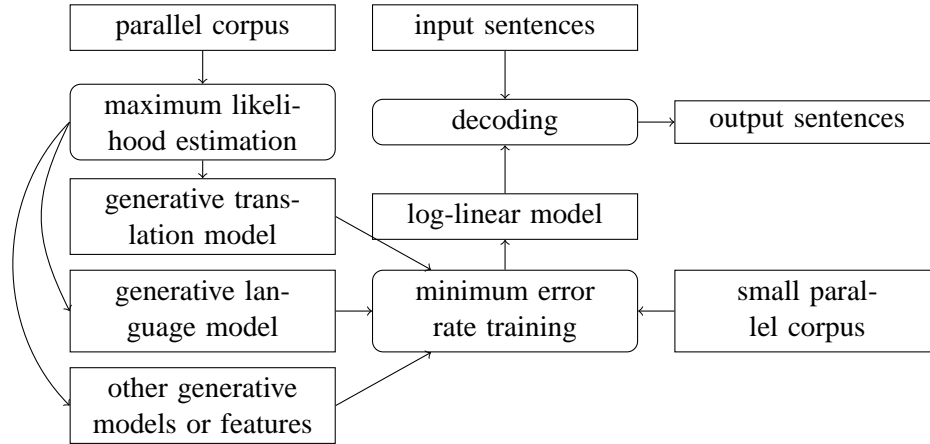 parallel corpus
input sentences
maximum likeli-
hood estimation
decoding
output sentences
generative trans-
lation model
log-linear model
generative lan-
guage model
minimum error
rate training
small paral-
lel corpus
other generative
models or features